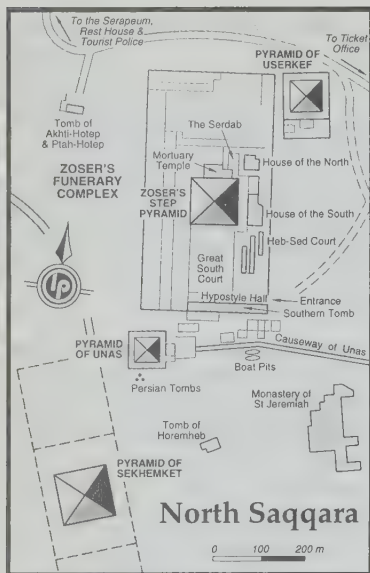 To the Serapeum,
Rest House &
Tourist Police
To Ticket
Office
PYRAMID OF
USERKEF
Tomb of
Akhti-Hotep
& Ptah-Hotep
The Serdab
Mortuary
Temple
House of the North
ZOSER'S
FUNERARY
COMPLEX
ZOSER'S
STEP
PYRAMID
House of the South
Heb-Sed Court
Great
South
Court
Hypostyle Hall
Entrance
Southern Tomb
PYRAMID
OF UNAS
Causeway of Unas
Boat Pits
Persian Tombs
Monastery of
St Jeremiah
Tomb of
Horemheb
PYRAMID OF
SEKHEMKET
North Saqqara
0 100 200 m